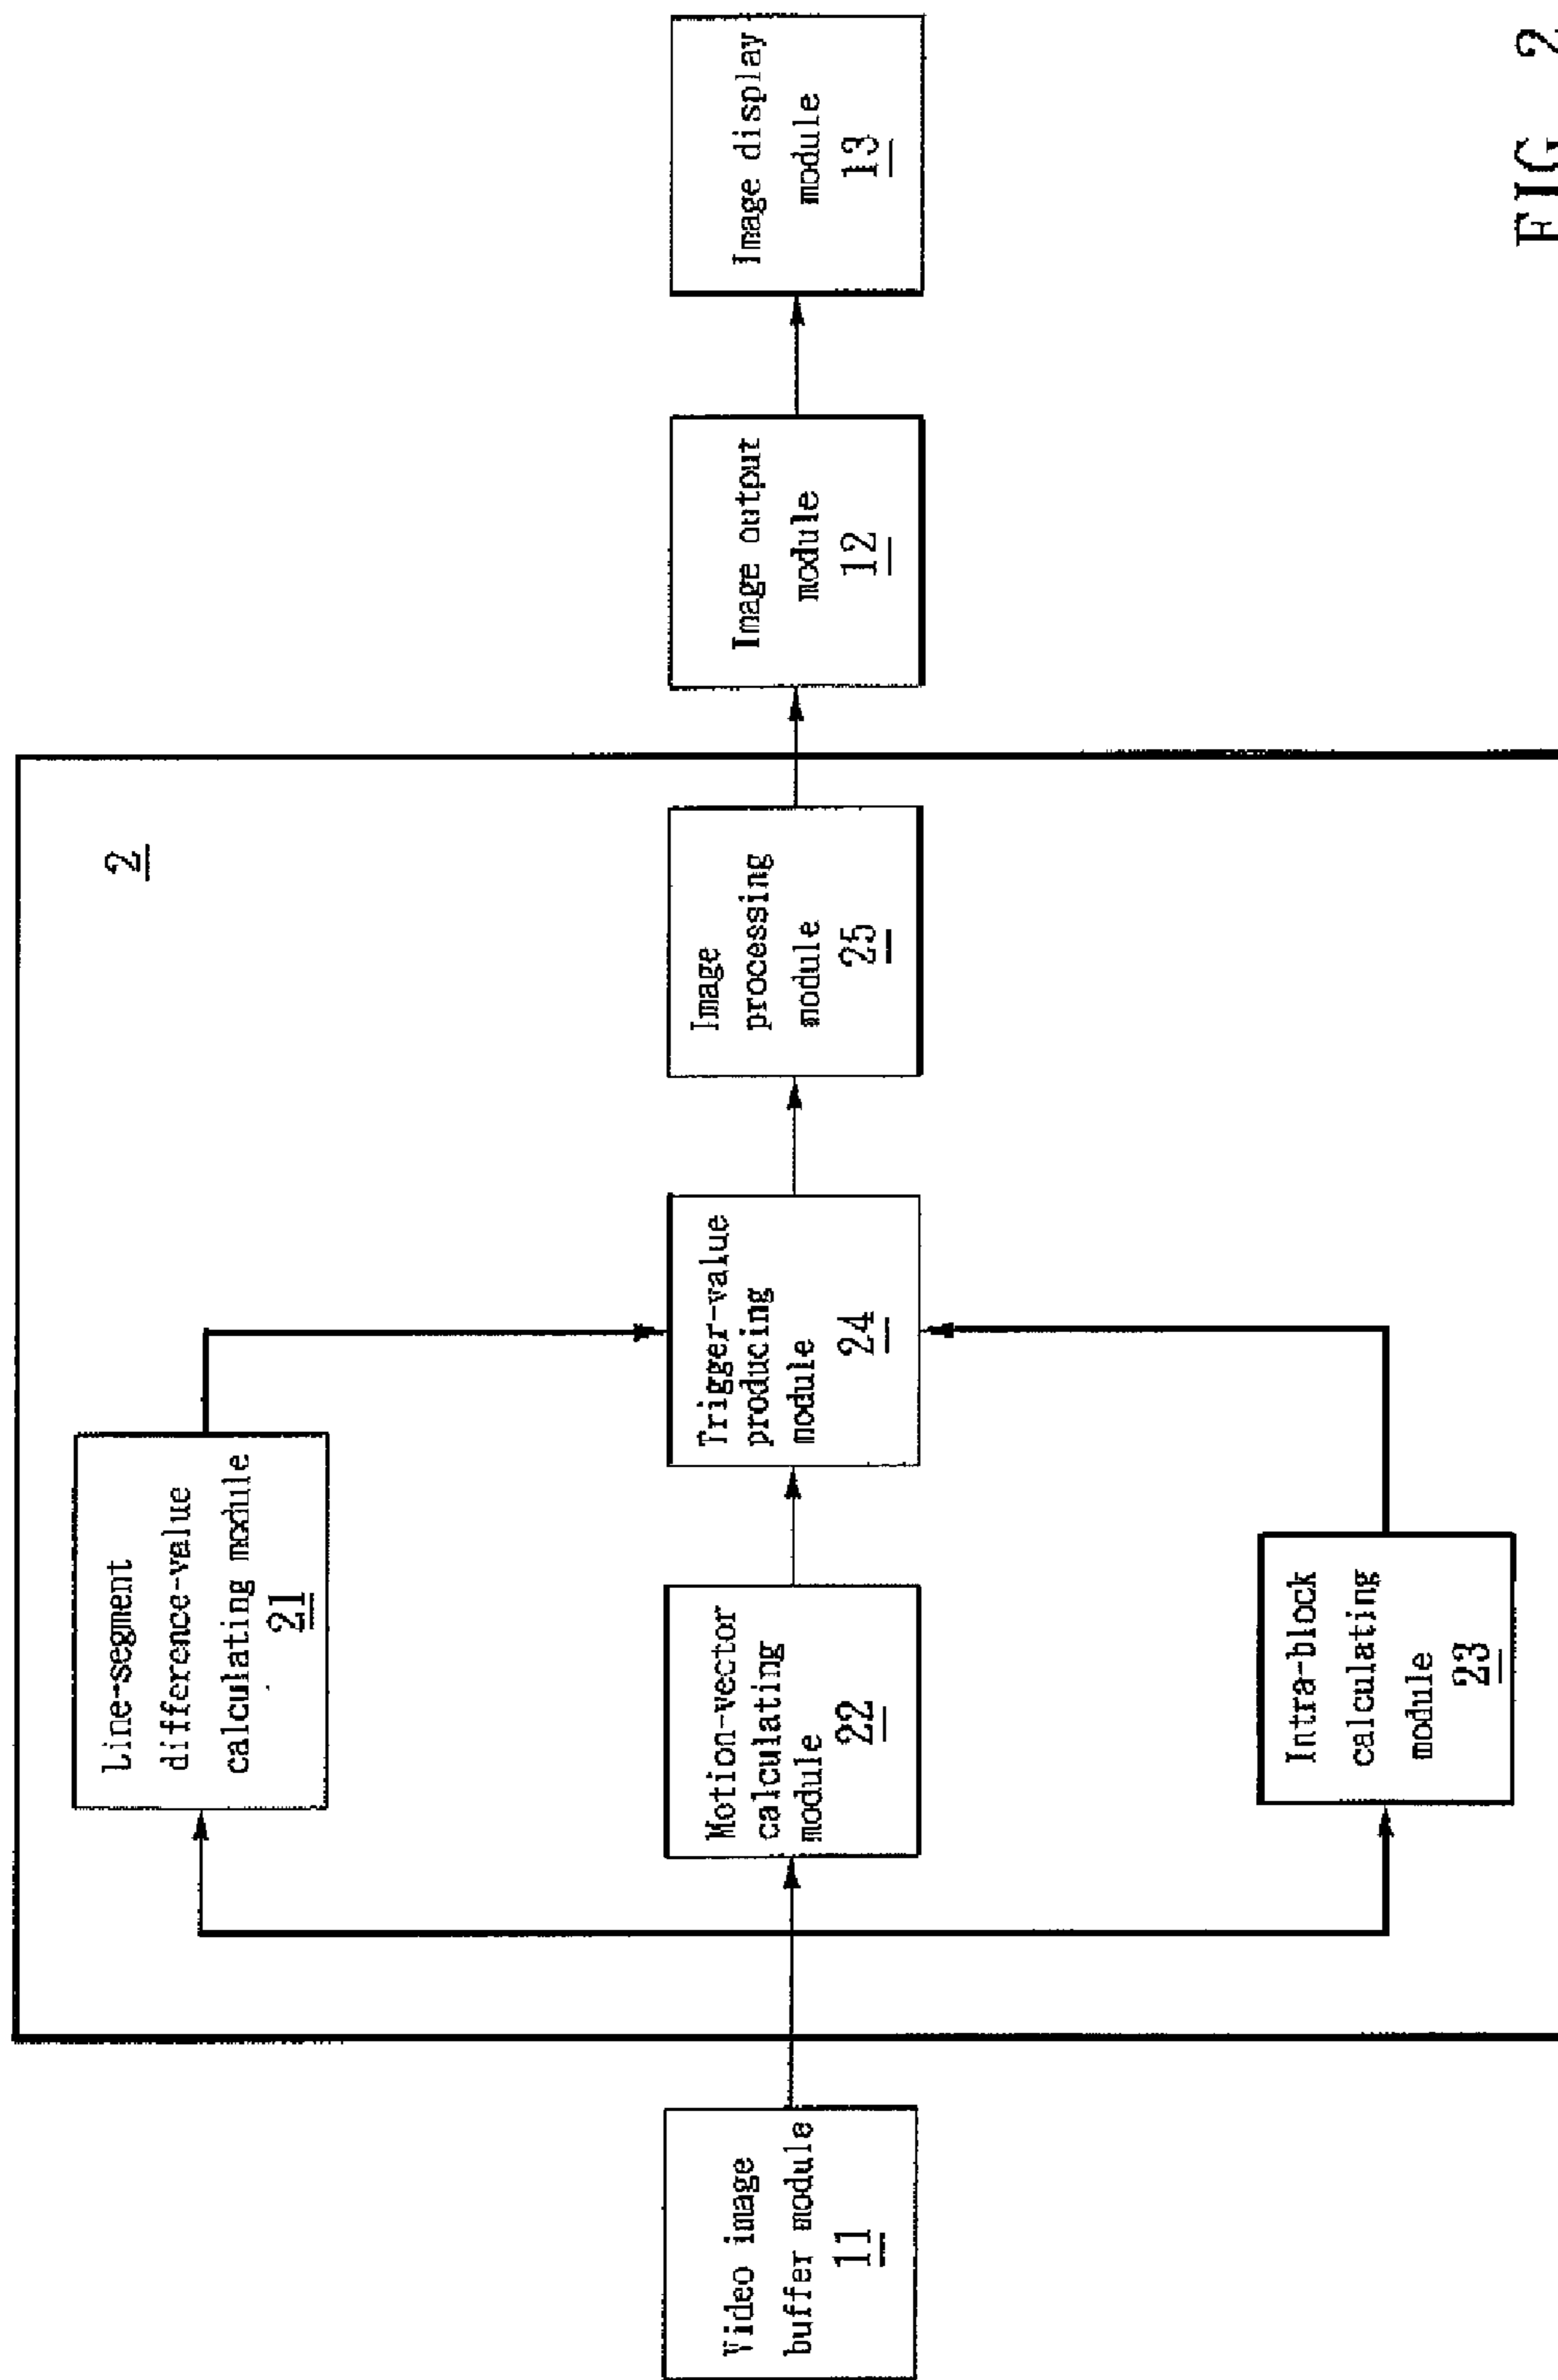 Video image
buffer module
11
2
Line-segment
difference-value
calculating module
21
Motion-vector
calculating
module
22
Intra-block
calculating
module
23
Trigger-value
producing
module
24
Image
processing
module
25
Image output
module
12
Image display
module
13
FIG 2